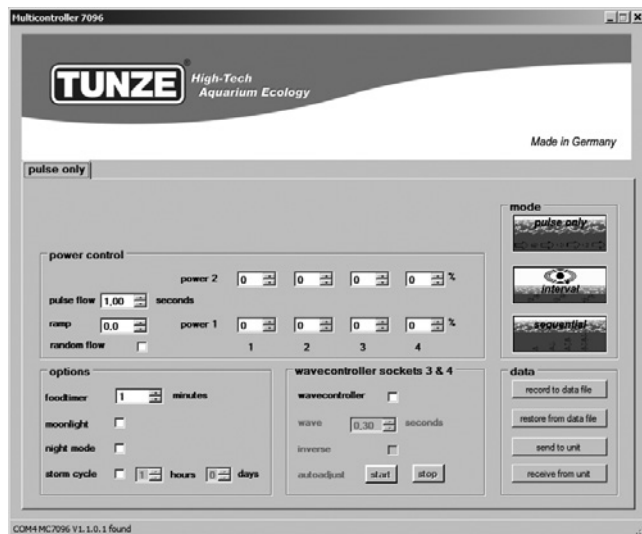 Multicontroller 7096
TUNZE®
High-Tech
Aquarium Ecology
Made in Germany
pulse only
mode
pulse only
interval
sequential
power control
power 2 0 0 0 0 %
pulse flow 1,00 seconds
ramp 0,0 power 1 0 0 0 0 %
random flow 1 2 3 4
options
foodtimer 1 minutes
moonlight
night mode
storm cycle 1 hours 0 days
wavecontroller sockets 3 & 4
wavecontroller
wave 0,30 seconds
inverse
autoadjust start stop
data
record to data file
restore from data file
send to unit
receive from unit
COM4 MC7096 V1.1.0.1 found